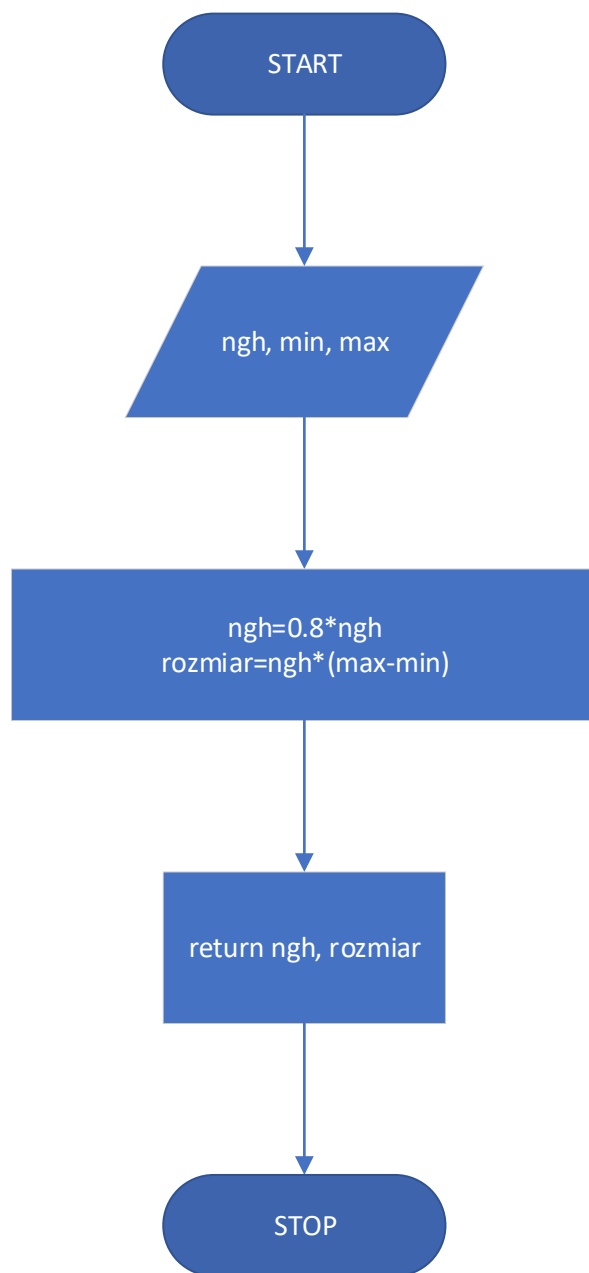 START
ngh, min, max
ngh=0.8*ngh
rozmiar=ngh*(max-min)
return ngh, rozmiar
STOP